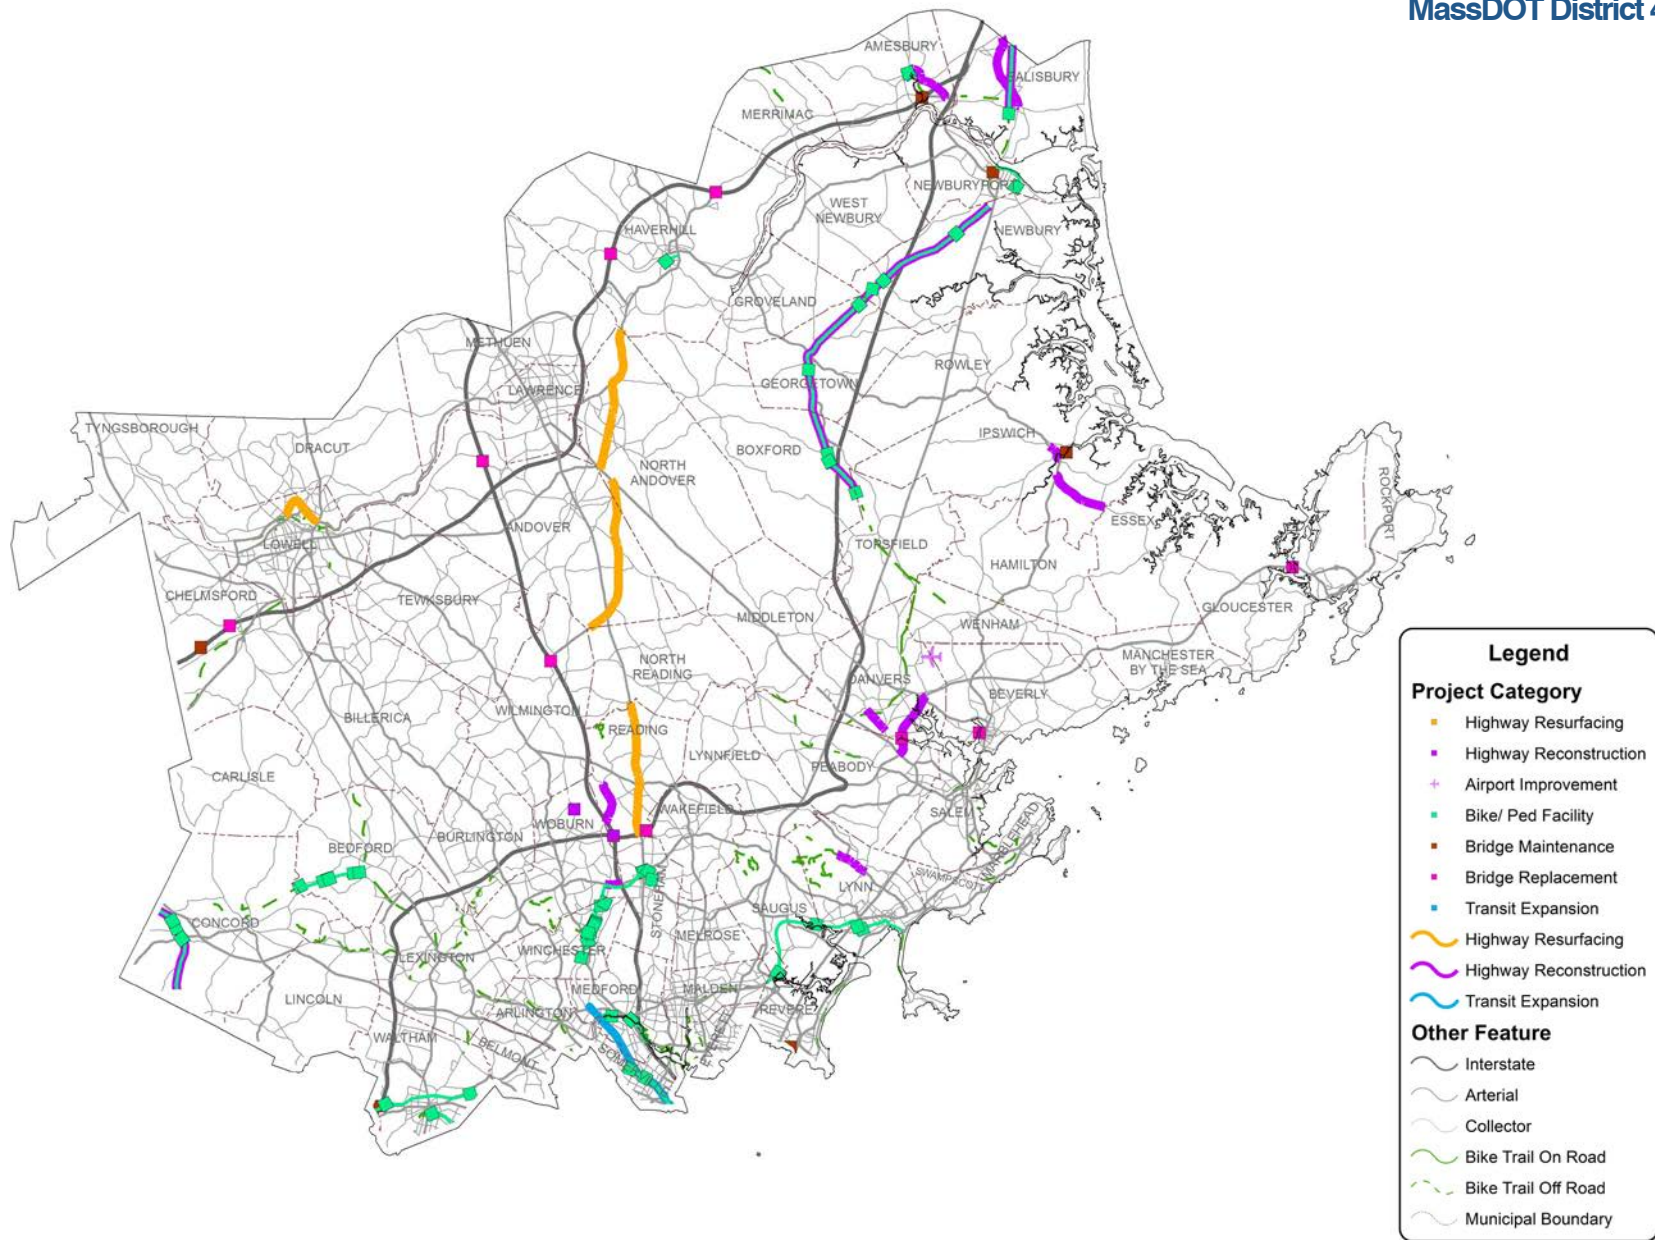 MassDOT District 4
AMESBURY
SALISBURY
MERRIMAC
NEWBURYPORT
WEST
NEWBURY
HAVERHILL
NEWBURY
GROVELAND
METHUEN
ROWLEY
LAWRENCE
GEORGETOWN
TYNGSBOROUGH
DRACUT
IPSWICH
BOXFORD
NORTH
ANDOVER
ROCKPORT
ESSEX
ANDOVER
LOWELL
TOPSFIELD
HAMILTON
CHELMSFORD
TEWKSBURY
GLOUCESTER
MIDDLETON
WENHAM
NORTH
READING
MANCHESTER
BY THE SEA
DANVERS
BEVERLY
BILLERICA
WILMINGTON
READING
LYNNFIELD
PEABODY
CARLISLE
WAKEFIELD
SALEM
WOBURN
BURLINGTON
MARBLEHEAD
BEDFORD
SWAMPSCOTT
LYNN
STONEHAM
SAUGUS
CONCORD
MELROSE
WINCHESTER
LEXINGTON
MEDFORD
MALDEN
LINCOLN
ARLINGTON
REVERE
EVERETT
WALTHAM
BELMONT
Legend
Project Category
Highway Resurfacing
Highway Reconstruction
Airport Improvement
Bike/ Ped Facility
Bridge Maintenance
Bridge Replacement
Transit Expansion
Highway Resurfacing
Highway Reconstruction
Transit Expansion
Other Feature
Interstate
Arterial
Collector
Bike Trail On Road
Bike Trail Off Road
Municipal Boundary